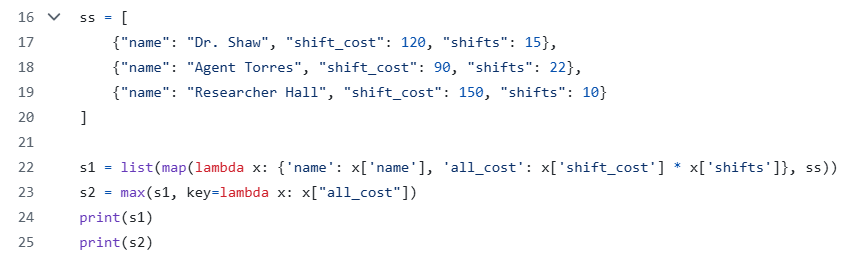 16 ss = [
17     {"name": "Dr. Shaw", "shift_cost": 120, "shifts": 15},
18     {"name": "Agent Torres", "shift_cost": 90, "shifts": 22},
19     {"name": "Researcher Hall", "shift_cost": 150, "shifts": 10}
20 ]
21
22 s1 = list(map(lambda x: {'name': x['name'], 'all_cost': x['shift_cost'] * x['shifts']}, ss))
23 s2 = max(s1, key=lambda x: x["all_cost"])
24 print(s1)
25 print(s2)